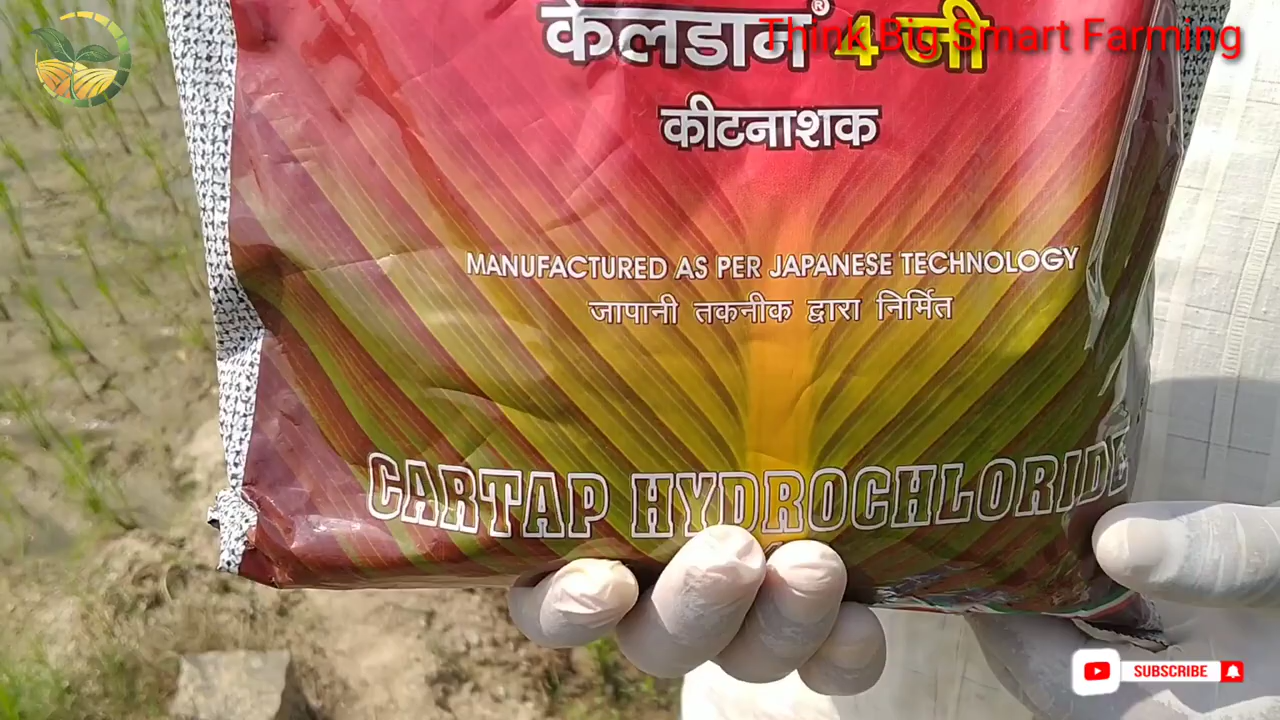 Think Big Smart Farming
केलडान® 4 जी
कीटनाशक
MANUFACTURED AS PER JAPANESE TECHNOLOGY
जापानी तकनीक द्वारा निर्मित
CARTAP HYDROCHLORIDE
SUBSCRIBE